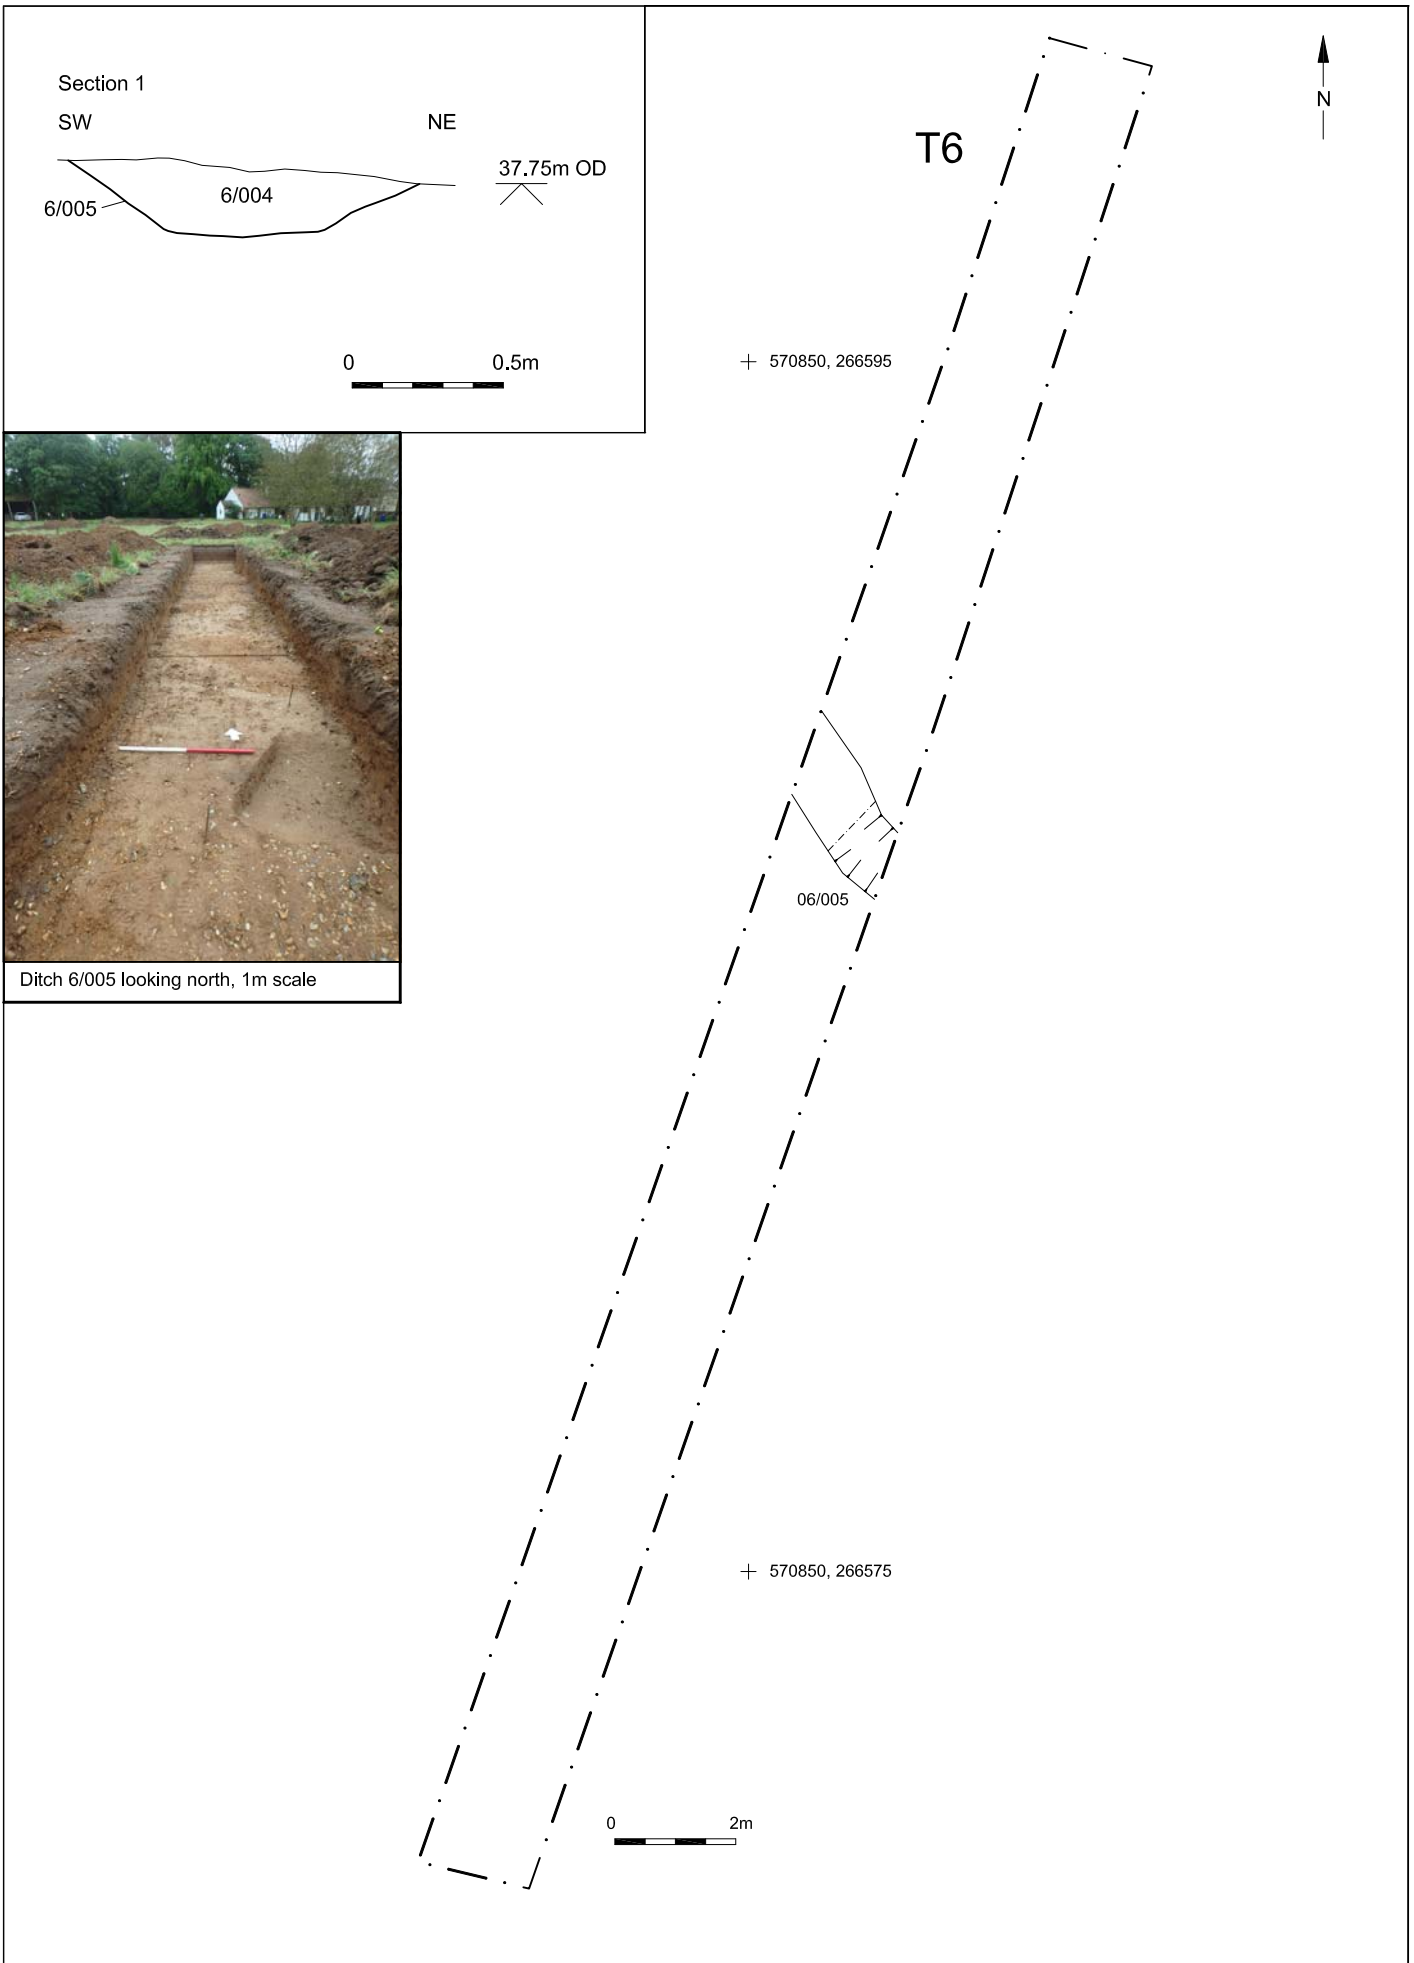 Section 1
SW
NE
37.75m OD
6/004
6/005
0
0.5m
Ditch 6/005 looking north, 1m scale
T6
N
570850, 266595
06/005
570850, 266575
0
2m